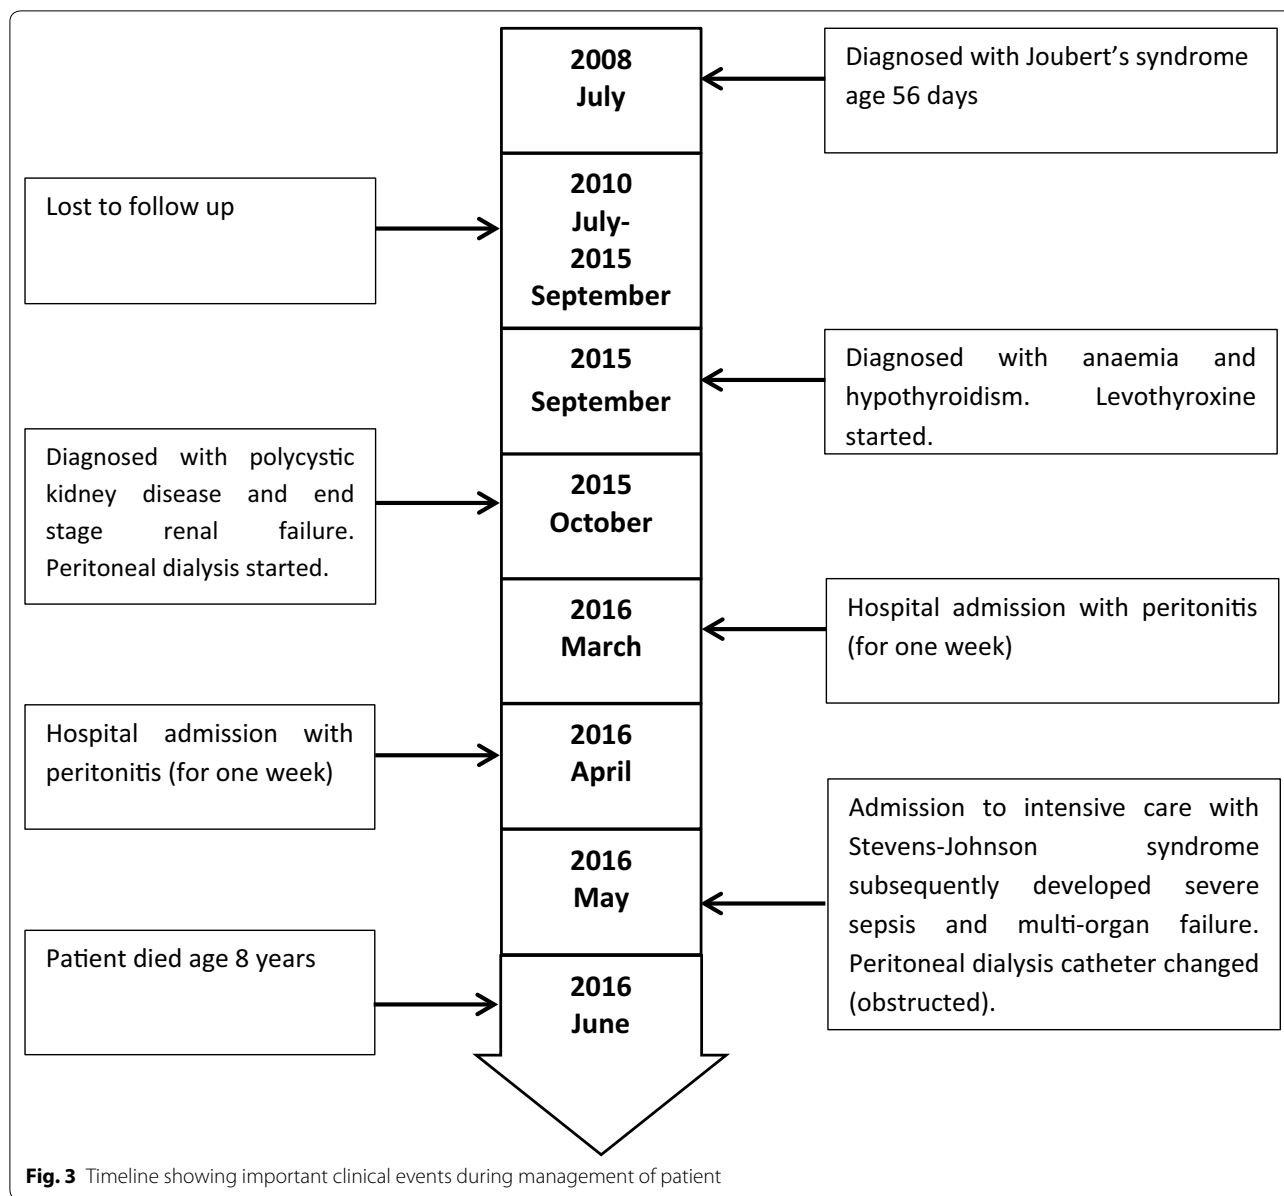 2008
July
Diagnosed with Joubert’s syndrome
age 56 days
Lost to follow up
2010
July-
2015
September
2015
September
Diagnosed with anaemia and
hypothyroidism. Levothyroxine
started.
Diagnosed with polycystic
kidney disease and end
stage renal failure.
Peritoneal dialysis started.
2015
October
2016
March
Hospital admission with peritonitis
(for one week)
Hospital admission with
peritonitis (for one week)
2016
April
2016
May
Admission to intensive care with
Stevens-Johnson syndrome
subsequently developed severe
sepsis and multi-organ failure.
Peritoneal dialysis catheter changed
(obstructed).
Patient died age 8 years
2016
June
Fig. 3 Timeline showing important clinical events during management of patient